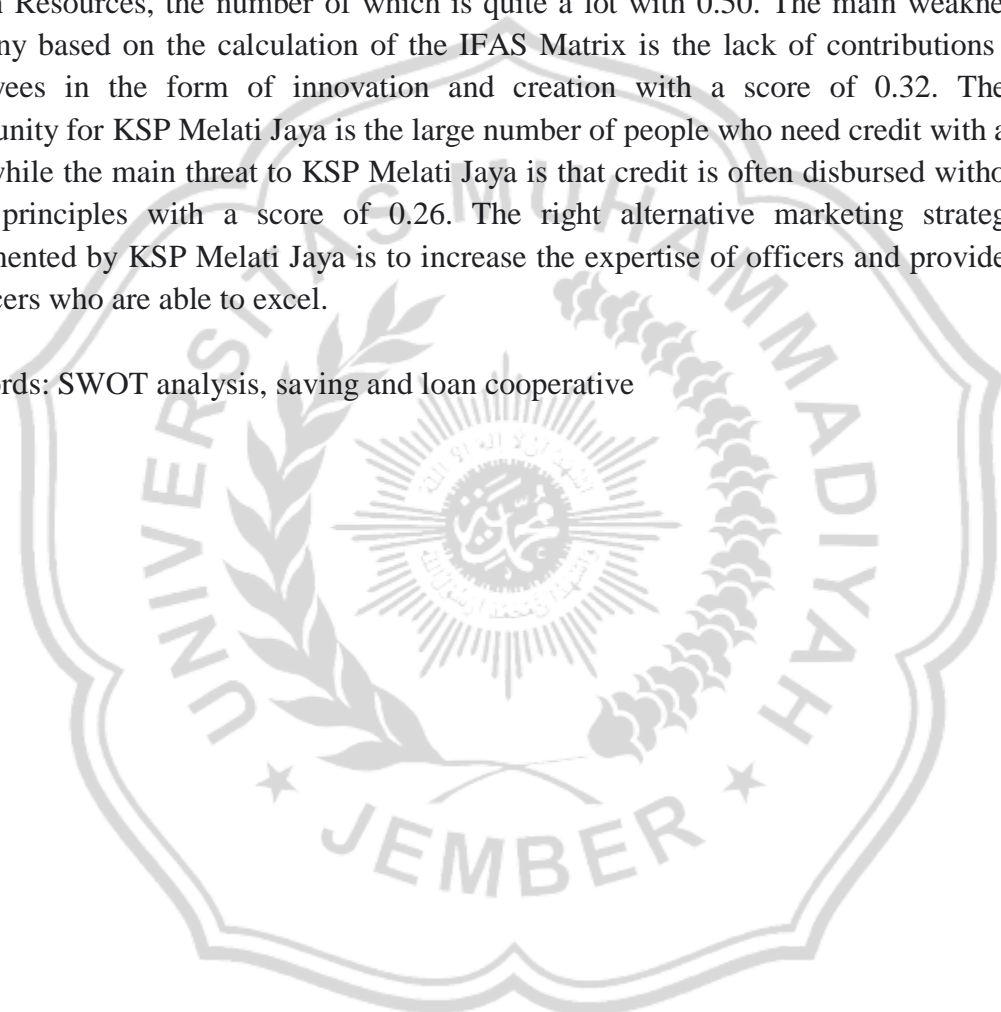 Resources, the number of which is quite a lot with 0.50. The main
based on the calculation of the IFAS Matrix is the lack of contributions
in the form of innovation and creation with a score of 0.32. The
for KSP Melati Jaya is the large number of people who need credit with a
while the main threat to KSP Melati Jaya is that credit is often disbursed
principles with a score of 0.26. The right alternative marketing
by KSP Melati Jaya is to increase the expertise of officers and provide
who are able to excel.
SWOT analysis, saving and loan cooperative
UNIVERSITAS MUHAMMADIYAH
JEMBER